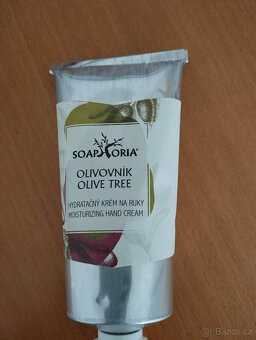 SOAPHORIA®
OLIVOVNÍK
OLIVE TREE
HYDRATAČNÝ KRÉM NA RUKY
MOISTURIZING HAND CREAM
Bazos.cz